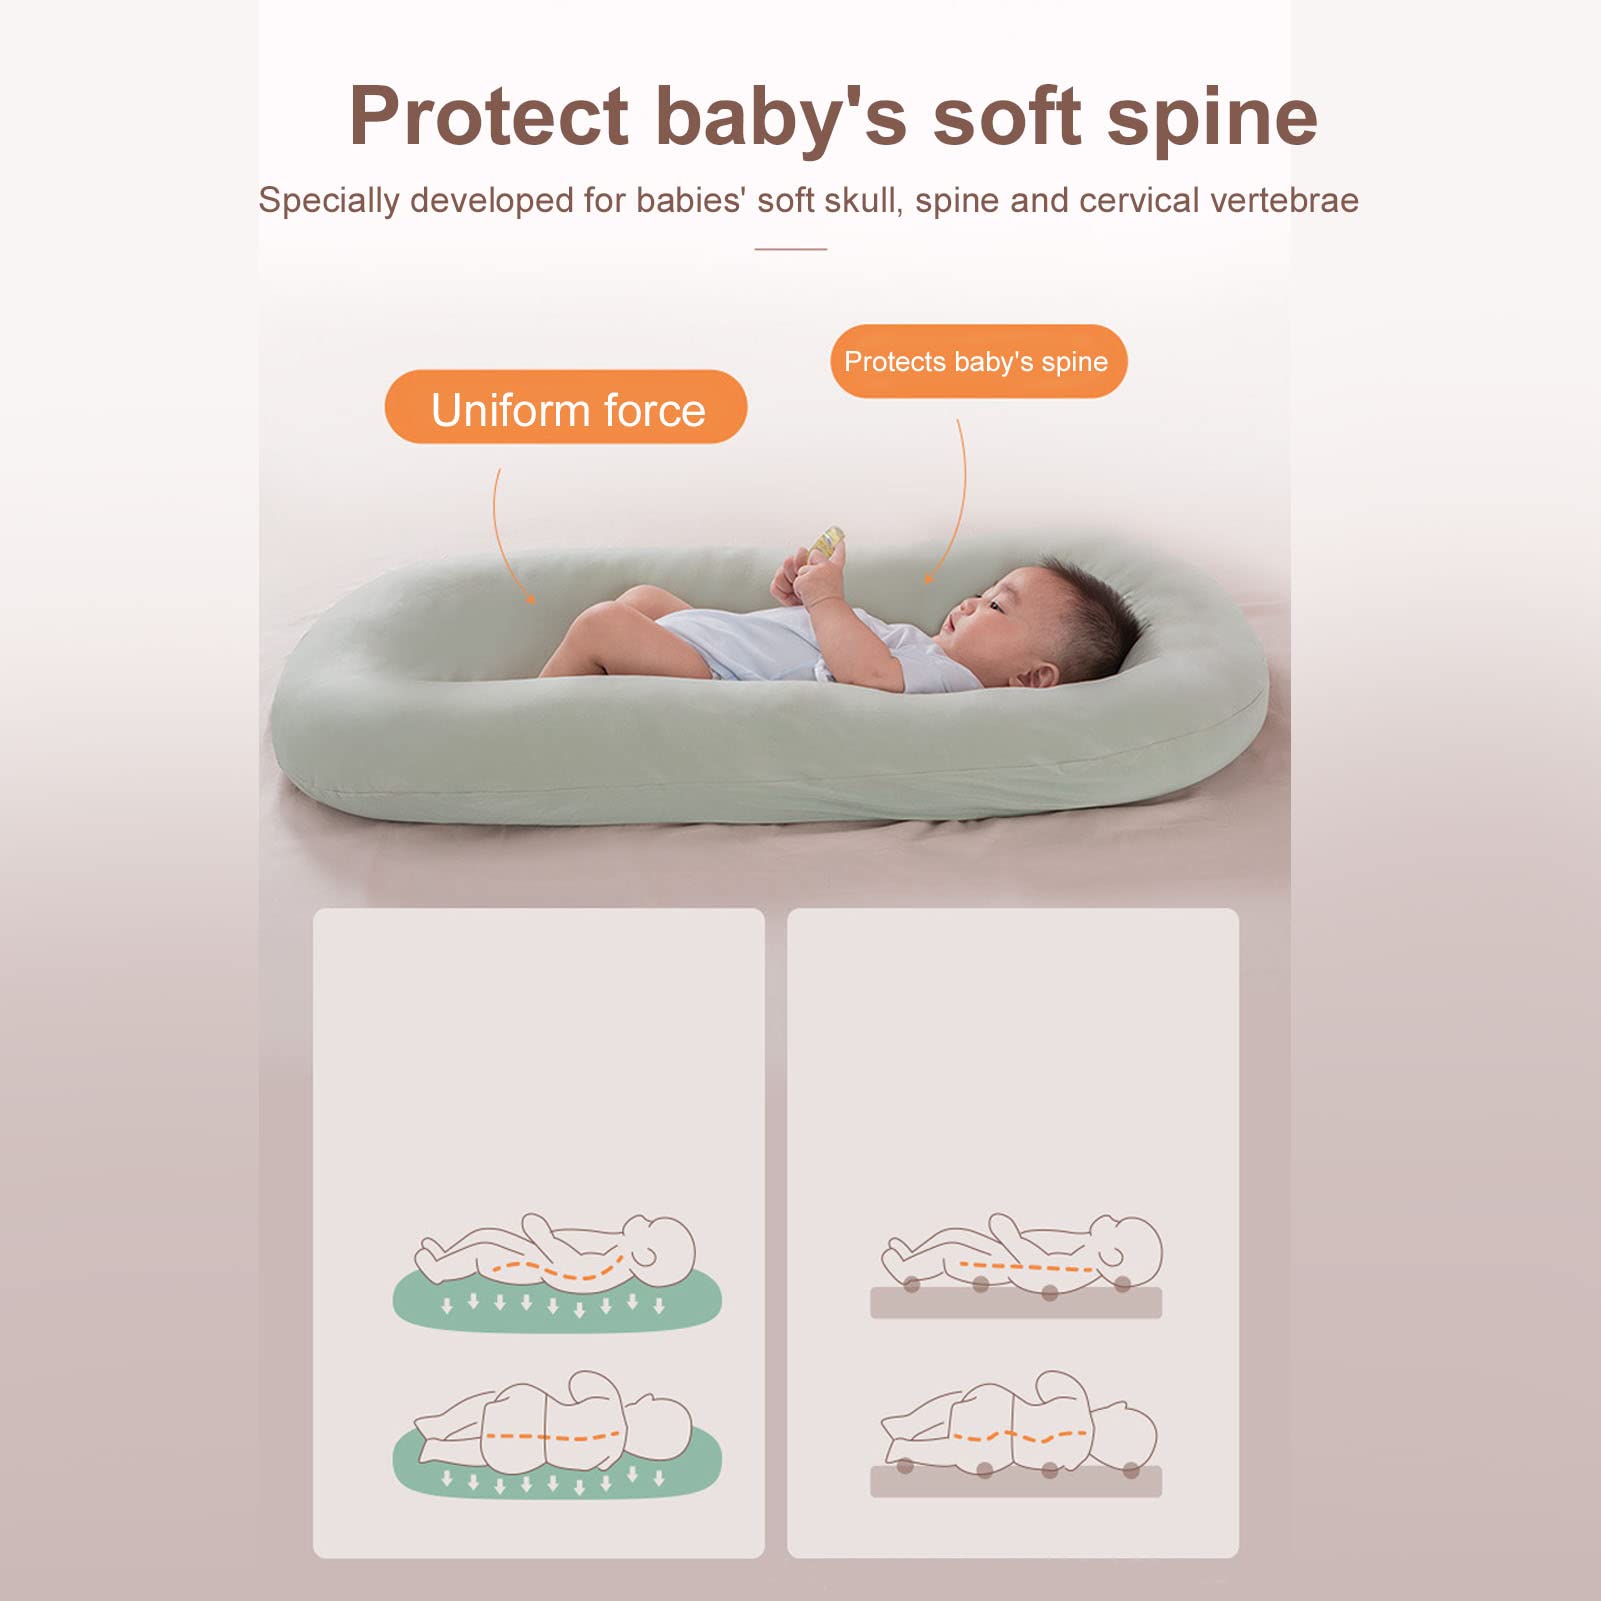 Protect baby's soft spine
Specially developed for babies' soft skull, spine and cervical vertebrae
Protects baby's spine
Uniform force